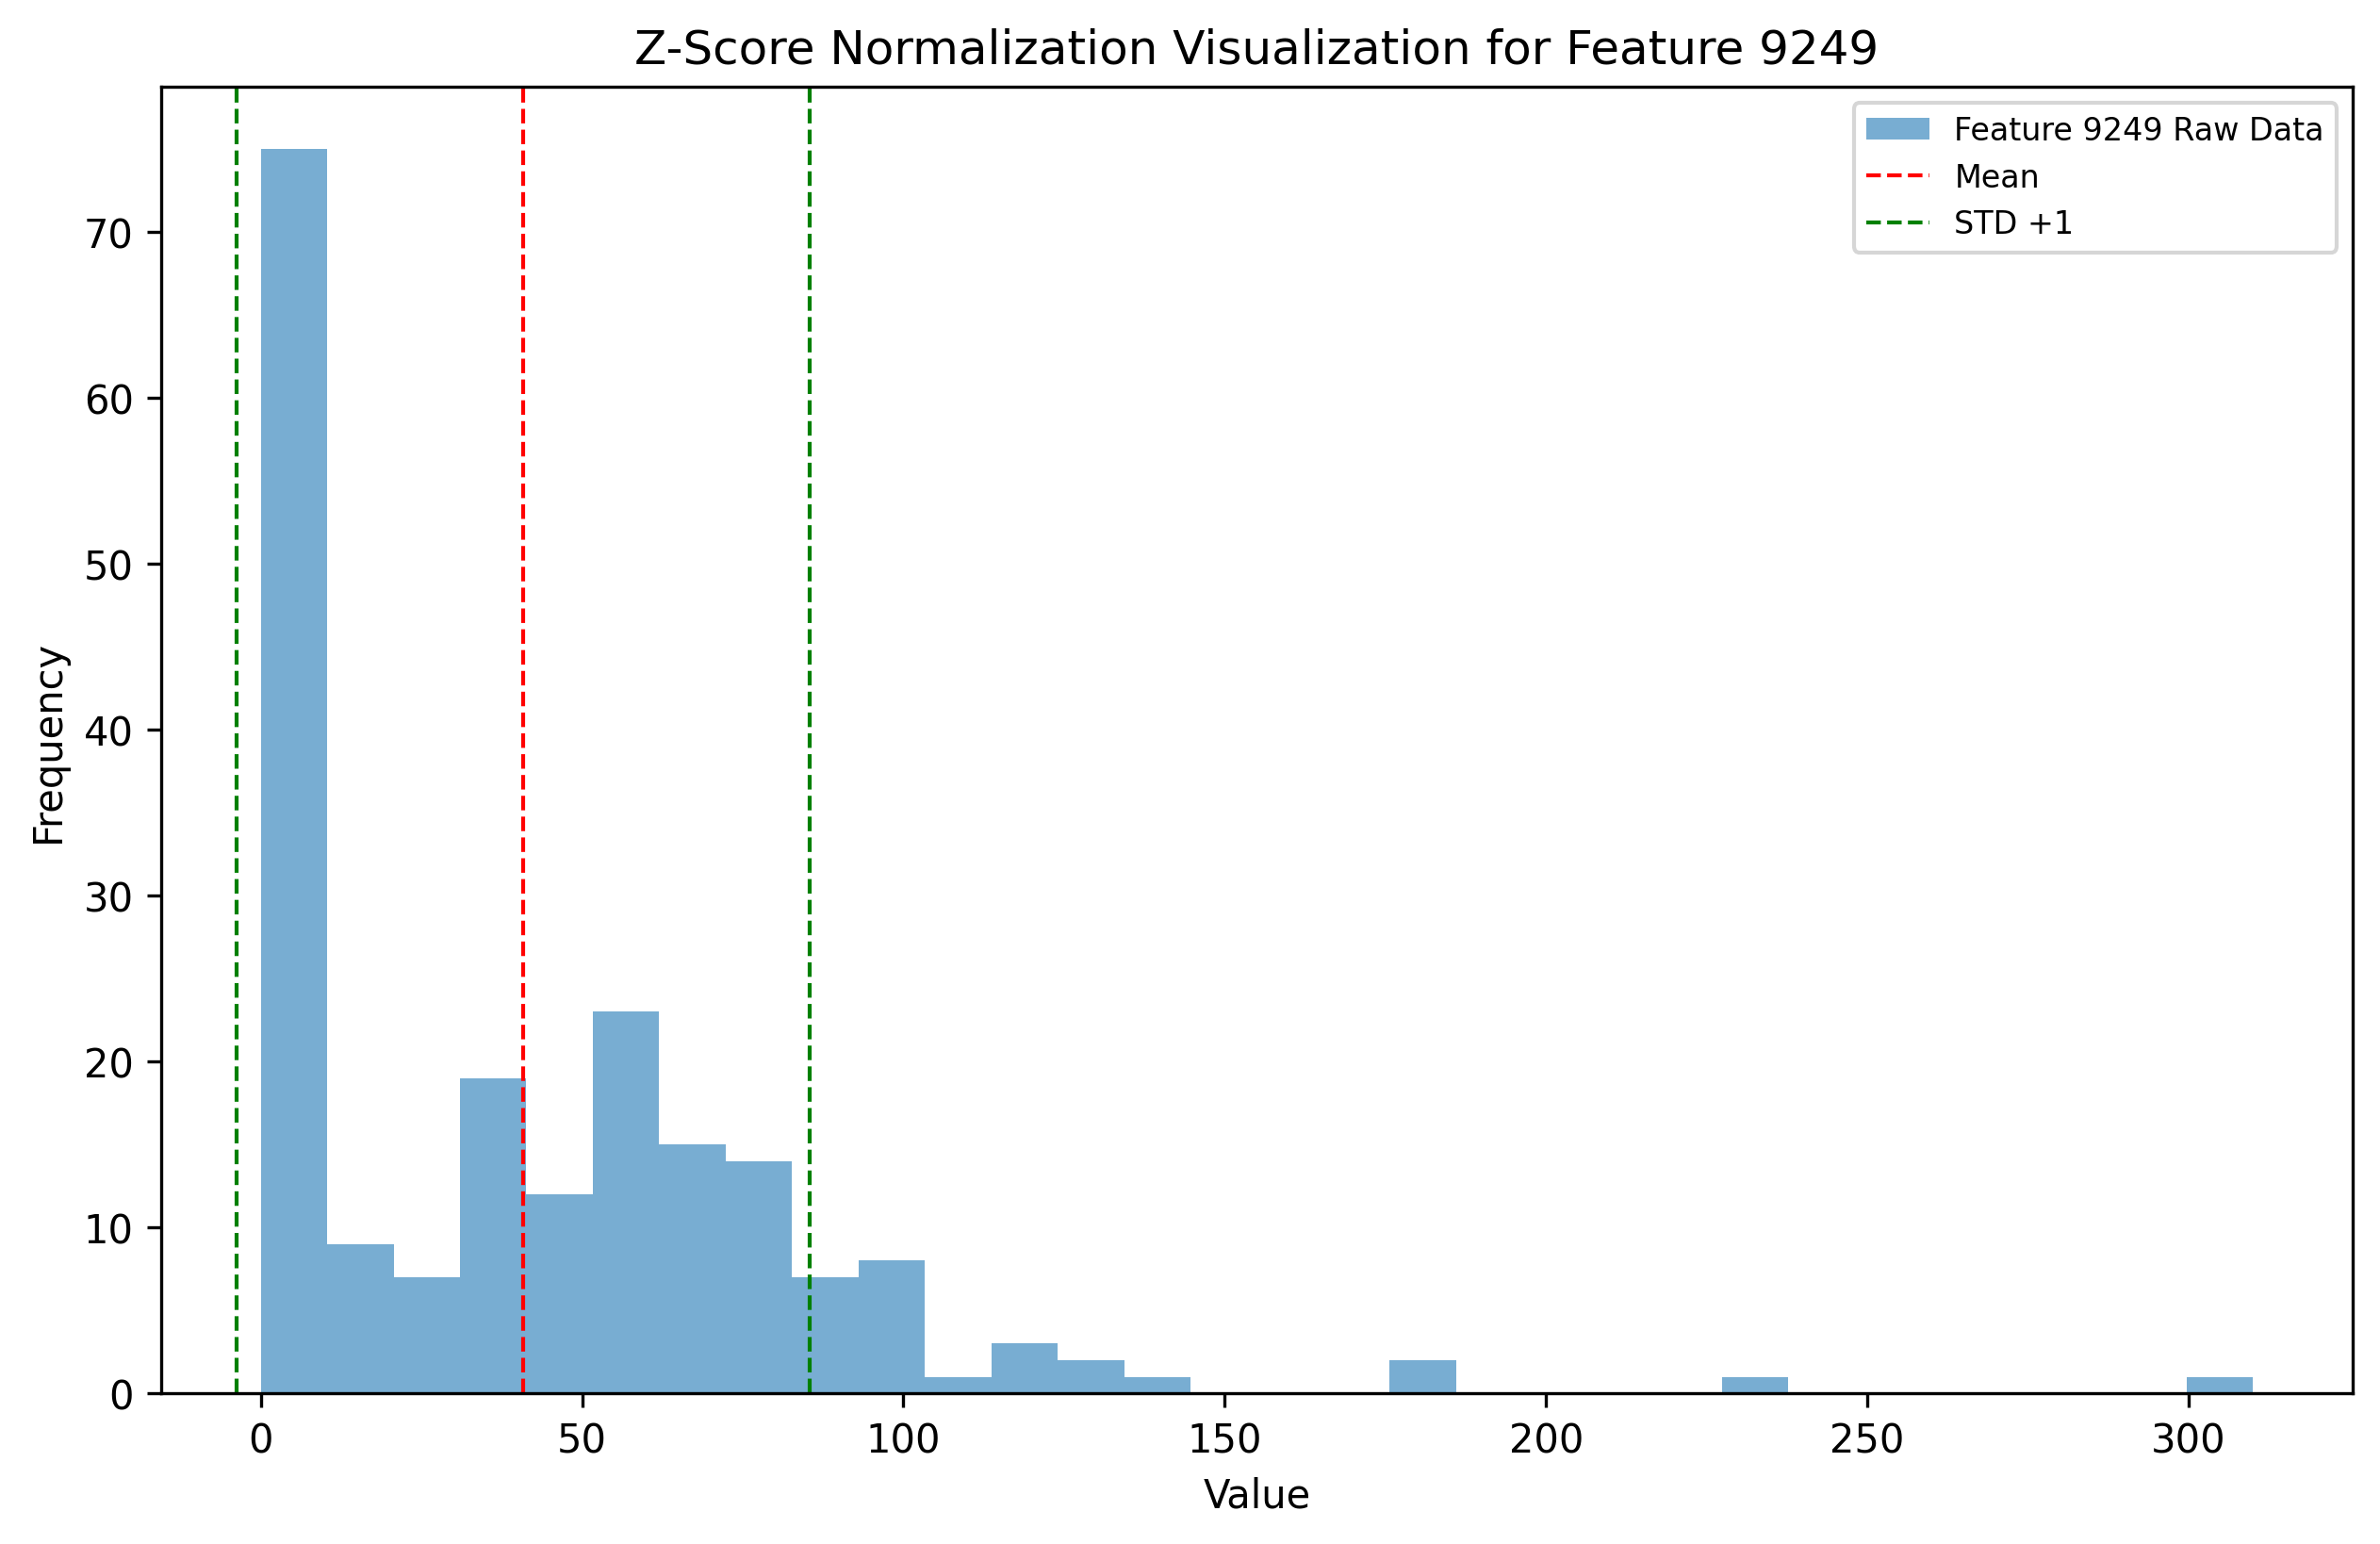 Z-Score Normalization Visualization for Feature 9249
Feature 9249 Raw Data
Mean
STD +1
Frequency
70
60
50
40
30
20
10
0
0 50 100 150 200 250 300
Value